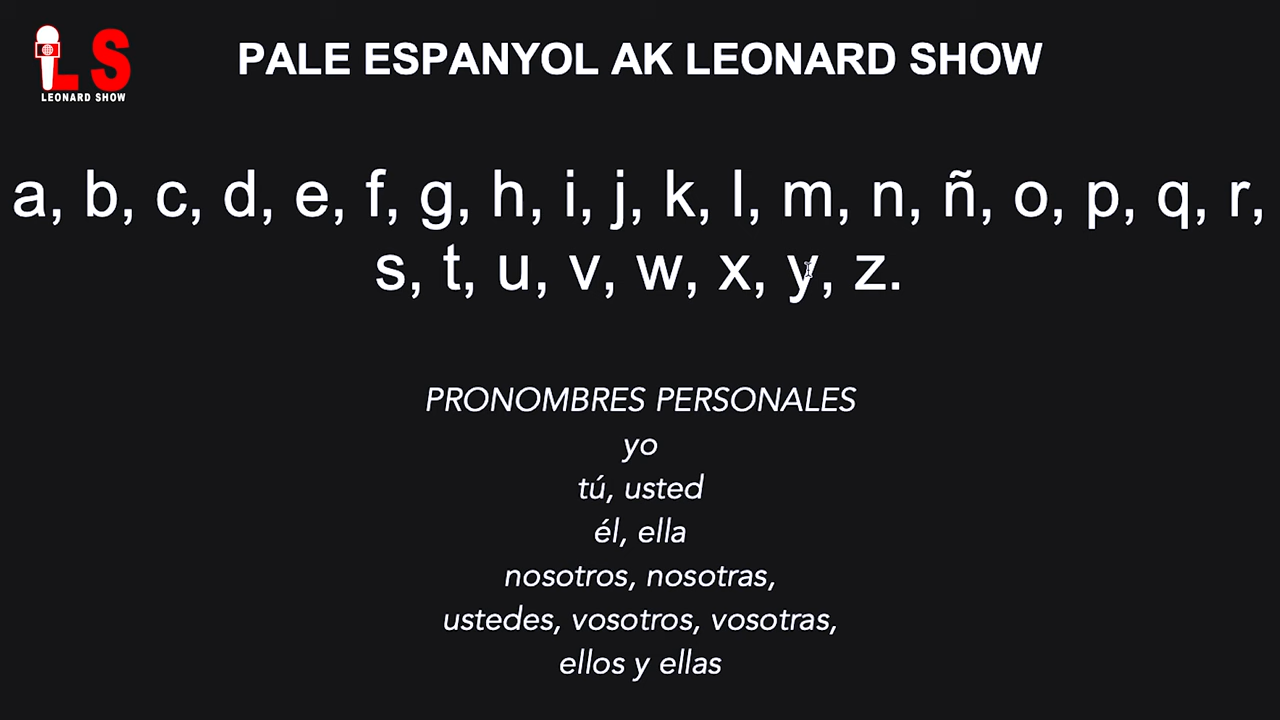 LS
LEONARD SHOW
PALE ESPANYOL AK LEONARD SHOW
a, b, c, d, e, f, g, h, i, j, k, l, m, n, ñ, o, p, q, r,
s, t, u, v, w, x, y, z.
PRONOMBRES PERSONALES
yo
tú, usted
él, ella
nosotros, nosotras,
ustedes, vosotros, vosotras,
ellos y ellas